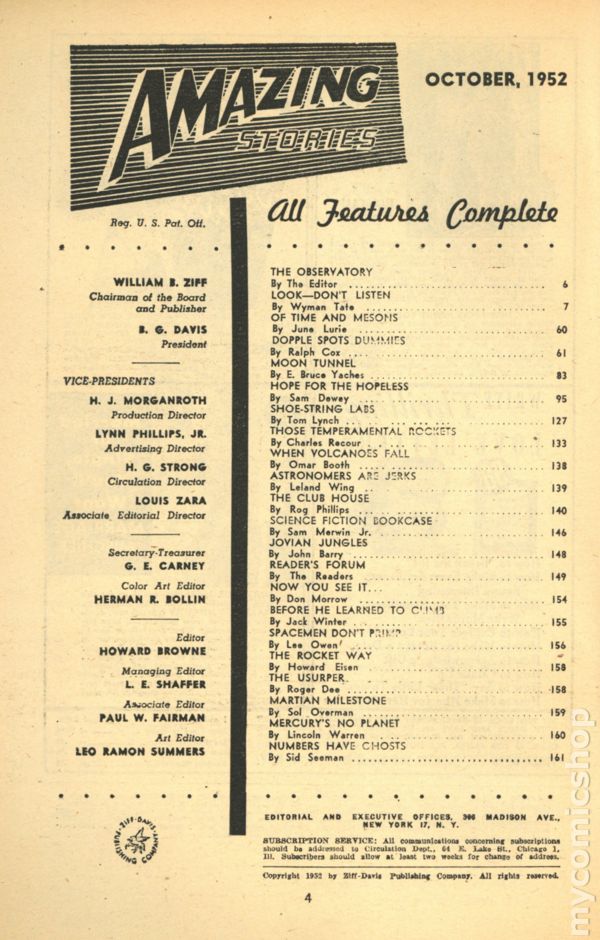 AMAZING
STORIES
OCTOBER, 1952
Reg. U. S. Pat. Off.
All Features Complete
WILLIAM B. ZIFF
Chairman of the Board
and Publisher
B. G. DAVIS
President
VICE-PRESIDENTS
H. J. MORGANROTH
Production Director
LYNN PHILLIPS, JR.
Advertising Director
H. G. STRONG
Circulation Director
LOUIS ZARA
Associate Editorial Director
Secretary-Treasurer
G. E. CARNEY
Color Art Editor
HERMAN R. BOLLIN
Editor
HOWARD BROWNE
Managing Editor
L. E. SHAFFER
Associate Editor
PAUL W. FAIRMAN
Art Editor
LEO RAMON SUMMERS
THE OBSERVATORY
By The Editor 6
LOOK—DON'T LISTEN
By Wyman Tate 7
OF TIME AND MESONS
By June Lurie 60
DOPPLE SPOTS DUMMIES
By Ralph Cox 61
MOON TUNNEL
By E. Bruce Yaches 83
HOPE FOR THE HOPELESS
By Sam Dewey 95
SHOE-STRING LABS
By Tom Lynch 127
THOSE TEMPERAMENTAL ROCKETS
By Charles Recour 133
WHEN VOLCANOES FALL
By Omar Booth 138
ASTRONOMERS ARE JERKS
By Leland Wing 139
THE CLUB HOUSE
By Rog Phillips 140
SCIENCE FICTION BOOKCASE
By Sam Merwin Jr. 146
JOVIAN JUNGLES
By John Barry 148
READER'S FORUM
By The Readers 149
NOW YOU SEE IT...
By Don Morrow 154
BEFORE HE LEARNED TO CLIMB
By Jack Winter 155
SPACEMEN DON'T PRIMP
By Lee Owen 156
THE ROCKET WAY
By Howard Eisen 158
THE USURPER
By Roger Dee 158
MARTIAN MILESTONE
By Sol Overman 159
MERCURY'S NO PLANET
By Lincoln Warren 160
NUMBERS HAVE GHOSTS
By Sid Seeman 161
ZIFF-DAVIS PUBLISHING COMPANY
EDITORIAL AND EXECUTIVE OFFICES, 366 MADISON AVE.,
NEW YORK 17, N. Y.
SUBSCRIPTION SERVICE: All communications concerning subscriptions
should be addressed to Circulation Dept., 64 E. Lake St., Chicago 1,
Ill. Subscribers should allow at least two weeks for change of address.
Copyright 1952 by Ziff-Davis Publishing Company. All rights reserved.
4
mycomicshop